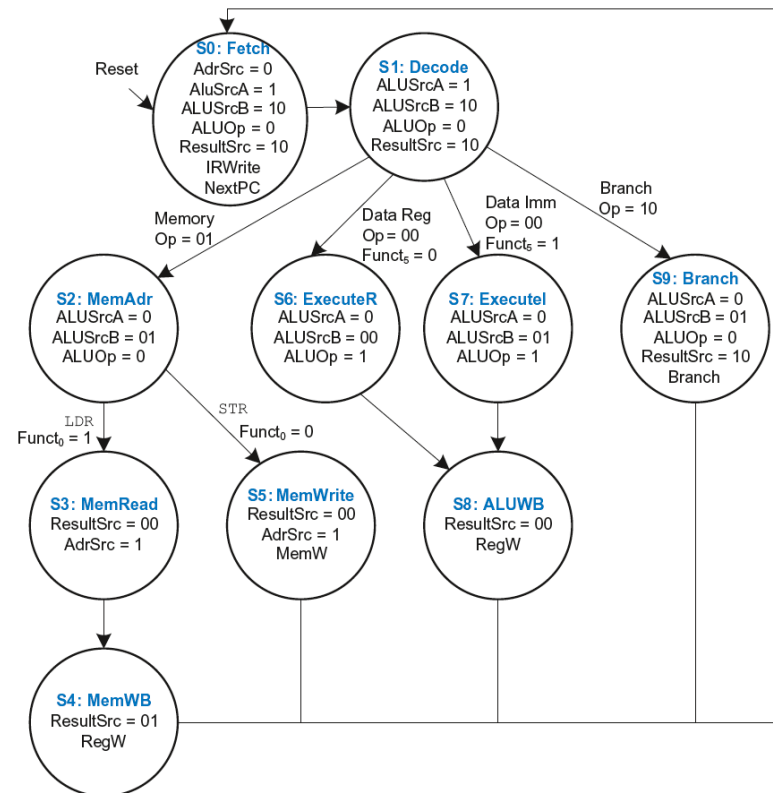 S0: Fetch
AdrSrc = 0
AluSrcA = 1
ALUSrcB = 10
ALUOp = 0
ResultSrc = 10
IRWrite
NextPC
Reset
S1: Decode
ALUSrcA = 1
ALUSrcB = 10
ALUOp = 0
ResultSrc = 10
Memory
Op = 01
Data Reg
Op = 00
Funct₅ = 0
Data Imm
Op = 00
Funct₅ = 1
Branch
Op = 10
S2: MemAdr
ALUSrcA = 0
ALUSrcB = 01
ALUOp = 0
S6: ExecuteR
ALUSrcA = 0
ALUSrcB = 00
ALUOp = 1
S7: ExecuteI
ALUSrcA = 0
ALUSrcB = 01
ALUOp = 1
S9: Branch
ALUSrcA = 0
ALUSrcB = 01
ALUOp = 0
ResultSrc = 10
Branch
LDR
Funct₀ = 1
STR
Funct₀ = 0
S3: MemRead
ResultSrc = 00
AdrSrc = 1
S5: MemWrite
ResultSrc = 00
AdrSrc = 1
MemW
S8: ALUWB
ResultSrc = 00
RegW
S4: MemWB
ResultSrc = 01
RegW